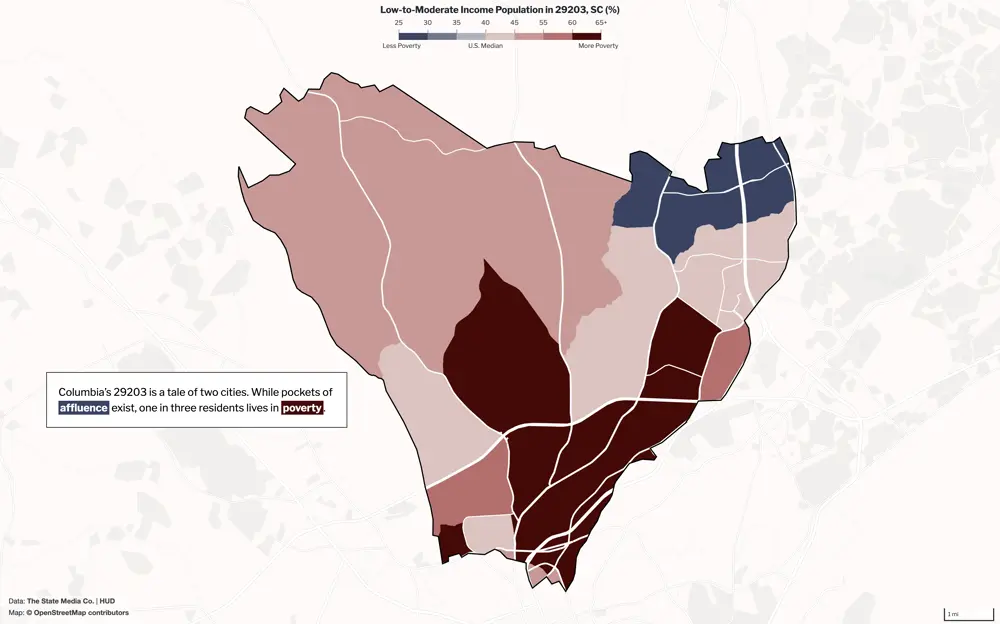 Low-to-Moderate Income Population in 29203, SC (%)
25 30 35 40 45 55 60 65+
Less Poverty U.S. Median More Poverty
Columbia's 29203 is a tale of two cities. While pockets of
affluence exist, one in three residents lives in poverty.
Data: The State Media Co. | HUD
Map: © OpenStreetMap contributors
1 mi